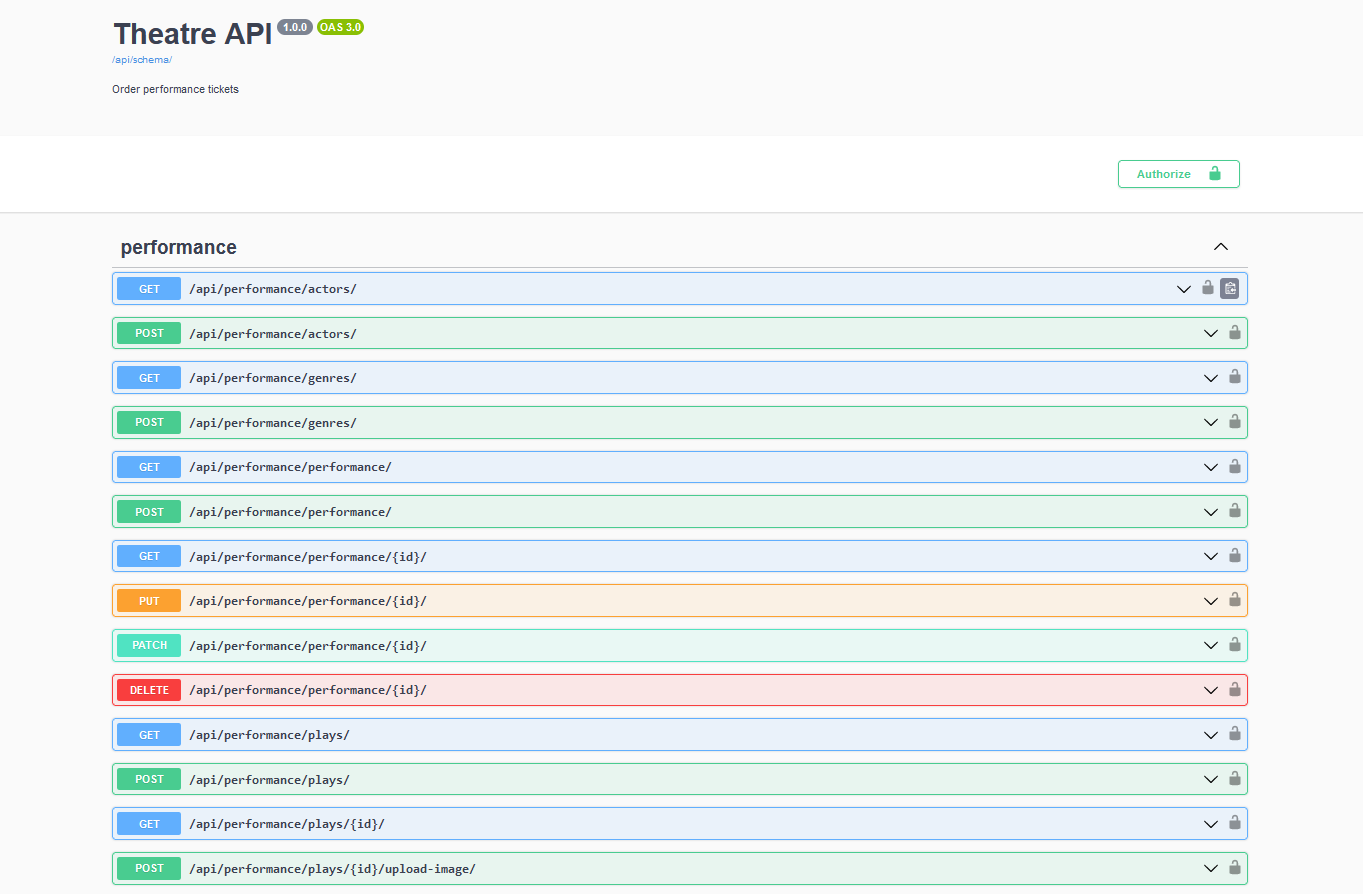 Theatre API 1.0.0 OAS 3.0
/api/schema/
Order performance tickets
Authorize
performance
GET /api/performance/actors/
POST /api/performance/actors/
GET /api/performance/genres/
POST /api/performance/genres/
GET /api/performance/performance/
POST /api/performance/performance/
GET /api/performance/performance/{id}/
PUT /api/performance/performance/{id}/
PATCH /api/performance/performance/{id}/
DELETE /api/performance/performance/{id}/
GET /api/performance/plays/
POST /api/performance/plays/
GET /api/performance/plays/{id}/
POST /api/performance/plays/{id}/upload-image/